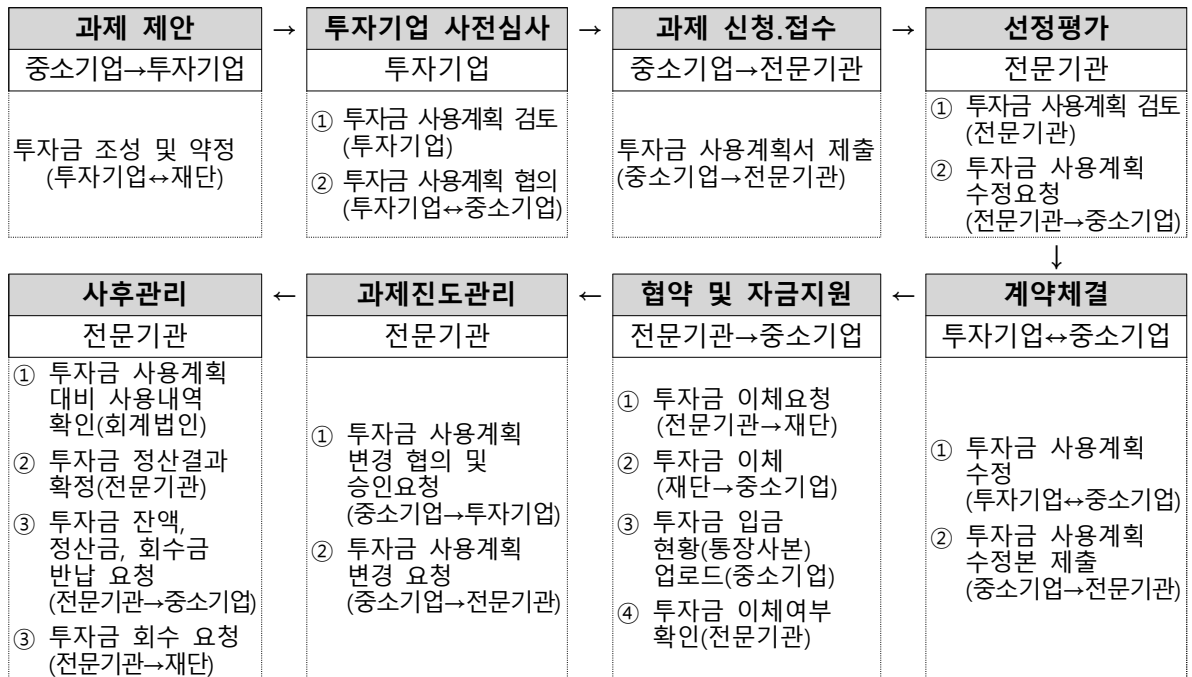 과제 제안
→
투자기업 사전심사
→
과제 신청.접수
→
선정평가
중소기업→투자기업
투자기업
중소기업→전문기관
전문기관
투자금 조성 및 약정
(투자기업↔재단)
① 투자금 사용계획 검토
(투자기업)
② 투자금 사용계획 협의
(투자기업↔중소기업)
투자금 사용계획서 제출
(중소기업→전문기관)
① 투자금 사용계획 검토
(전문기관)
② 투자금 사용계획
수정요청
(전문기관→중소기업)
↓
사후관리
←
과제진도관리
←
협약 및 자금지원
←
계약체결
전문기관
전문기관
전문기관→중소기업
투자기업↔중소기업
① 투자금 사용계획
대비 사용내역
확인(회계법인)
② 투자금 정산결과
확정(전문기관)
③ 투자금 잔액,
정산금, 회수금
반납 요청
(전문기관→중소기업)
③ 투자금 회수 요청
(전문기관→재단)
① 투자금 사용계획
변경 협의 및
승인요청
(중소기업→투자기업)
② 투자금 사용계획
변경 요청
(중소기업→전문기관)
① 투자금 이체요청
(전문기관→재단)
② 투자금 이체
(재단→중소기업)
③ 투자금 입금
현황(통장사본)
업로드(중소기업)
④ 투자금 이체여부
확인(전문기관)
① 투자금 사용계획
수정
(투자기업↔중소기업)
② 투자금 사용계획
수정본 제출
(중소기업→전문기관)